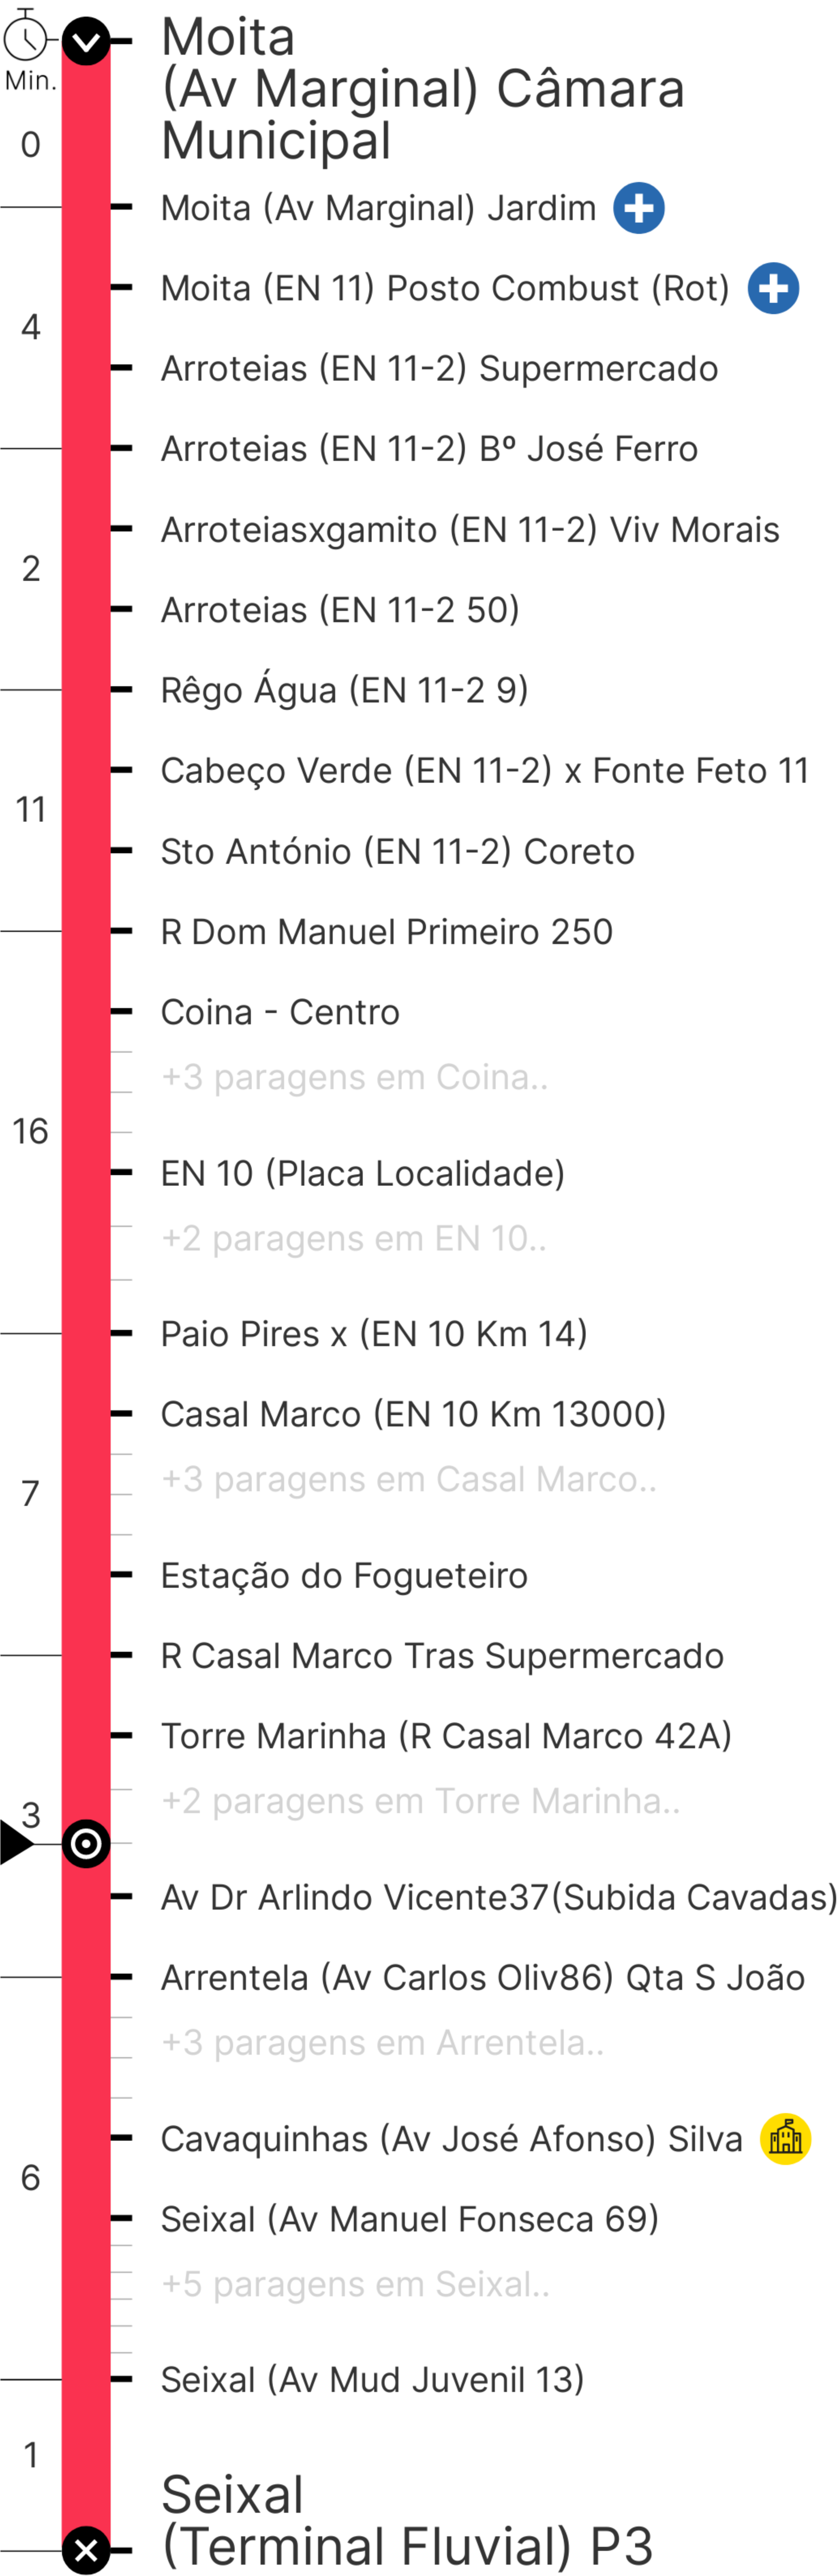 Moita
(Av Marginal) Câmara
Municipal
Min.
0
Moita (Av Marginal) Jardim
Moita (EN 11) Posto Combust (Rot)
4
Arroteias (EN 11-2) Supermercado
Arroteias (EN 11-2) Bº José Ferro
Arroteiasxgamito (EN 11-2) Viv Morais
2
Arroteias (EN 11-2 50)
Rêgo Água (EN 11-2 9)
Cabeço Verde (EN 11-2) x Fonte Feto 11
11
Sto António (EN 11-2) Coreto
R Dom Manuel Primeiro 250
Coina - Centro
+3 paragens em Coina..
16
EN 10 (Placa Localidade)
+2 paragens em EN 10..
Paio Pires x (EN 10 Km 14)
Casal Marco (EN 10 Km 13000)
+3 paragens em Casal Marco..
7
Estação do Fogueteiro
R Casal Marco Tras Supermercado
Torre Marinha (R Casal Marco 42A)
+2 paragens em Torre Marinha..
3
Av Dr Arlindo Vicente37(Subida Cavadas)
Arrentela (Av Carlos Oliv86) Qta S João
+3 paragens em Arrentela..
Cavaquinhas (Av José Afonso) Silva
6
Seixal (Av Manuel Fonseca 69)
+5 paragens em Seixal..
Seixal (Av Mud Juvenil 13)
1
Seixal
(Terminal Fluvial) P3